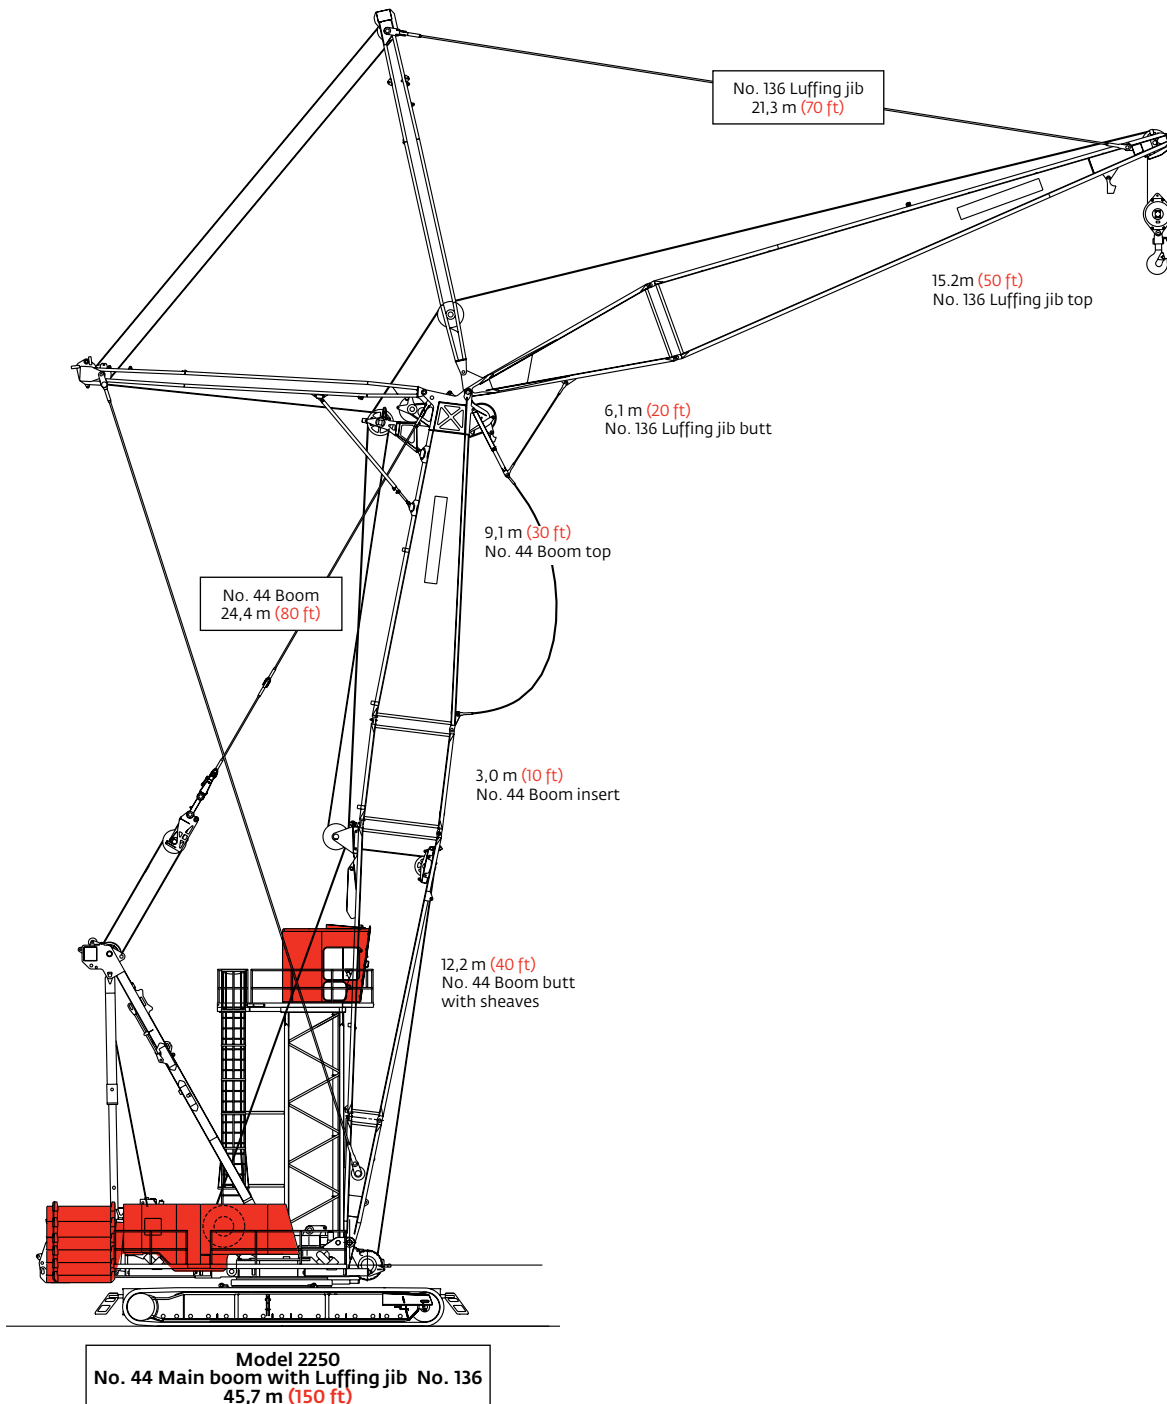 No. 136 Luffing jib
21,3 m (70 ft)
15.2m (50 ft)
No. 136 Luffing jib top
6,1 m (20 ft)
No. 136 Luffing jib butt
9,1 m (30 ft)
No. 44 Boom top
No. 44 Boom
24,4 m (80 ft)
3,0 m (10 ft)
No. 44 Boom insert
12,2 m (40 ft)
No. 44 Boom butt
with sheaves
Model 2250
No. 44 Main boom with Luffing jib No. 136
45,7 m (150 ft)